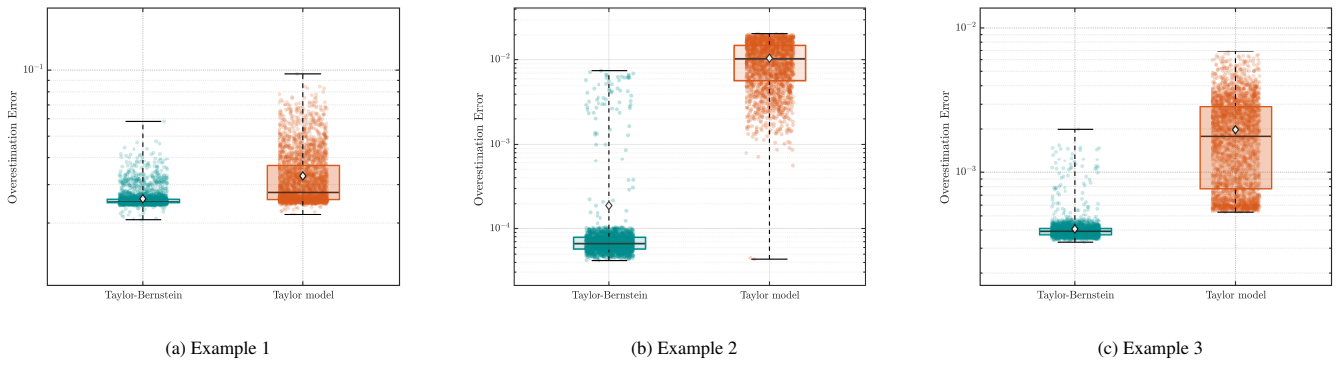 Overestimation Error
10⁻¹
Taylor-Bernstein
Taylor model
(a) Example 1
Overestimation Error
10⁻²
10⁻³
10⁻⁴
Taylor-Bernstein
Taylor model
(b) Example 2
Overestimation Error
10⁻²
10⁻³
Taylor-Bernstein
Taylor model
(c) Example 3